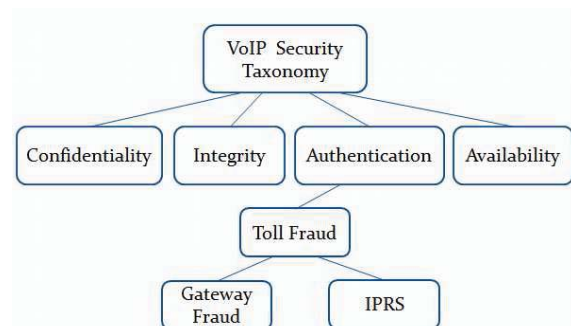 VoIP Security
Taxonomy
Confidentiality
Integrity
Authentication
Availability
Toll Fraud
Gateway
Fraud
IPRS